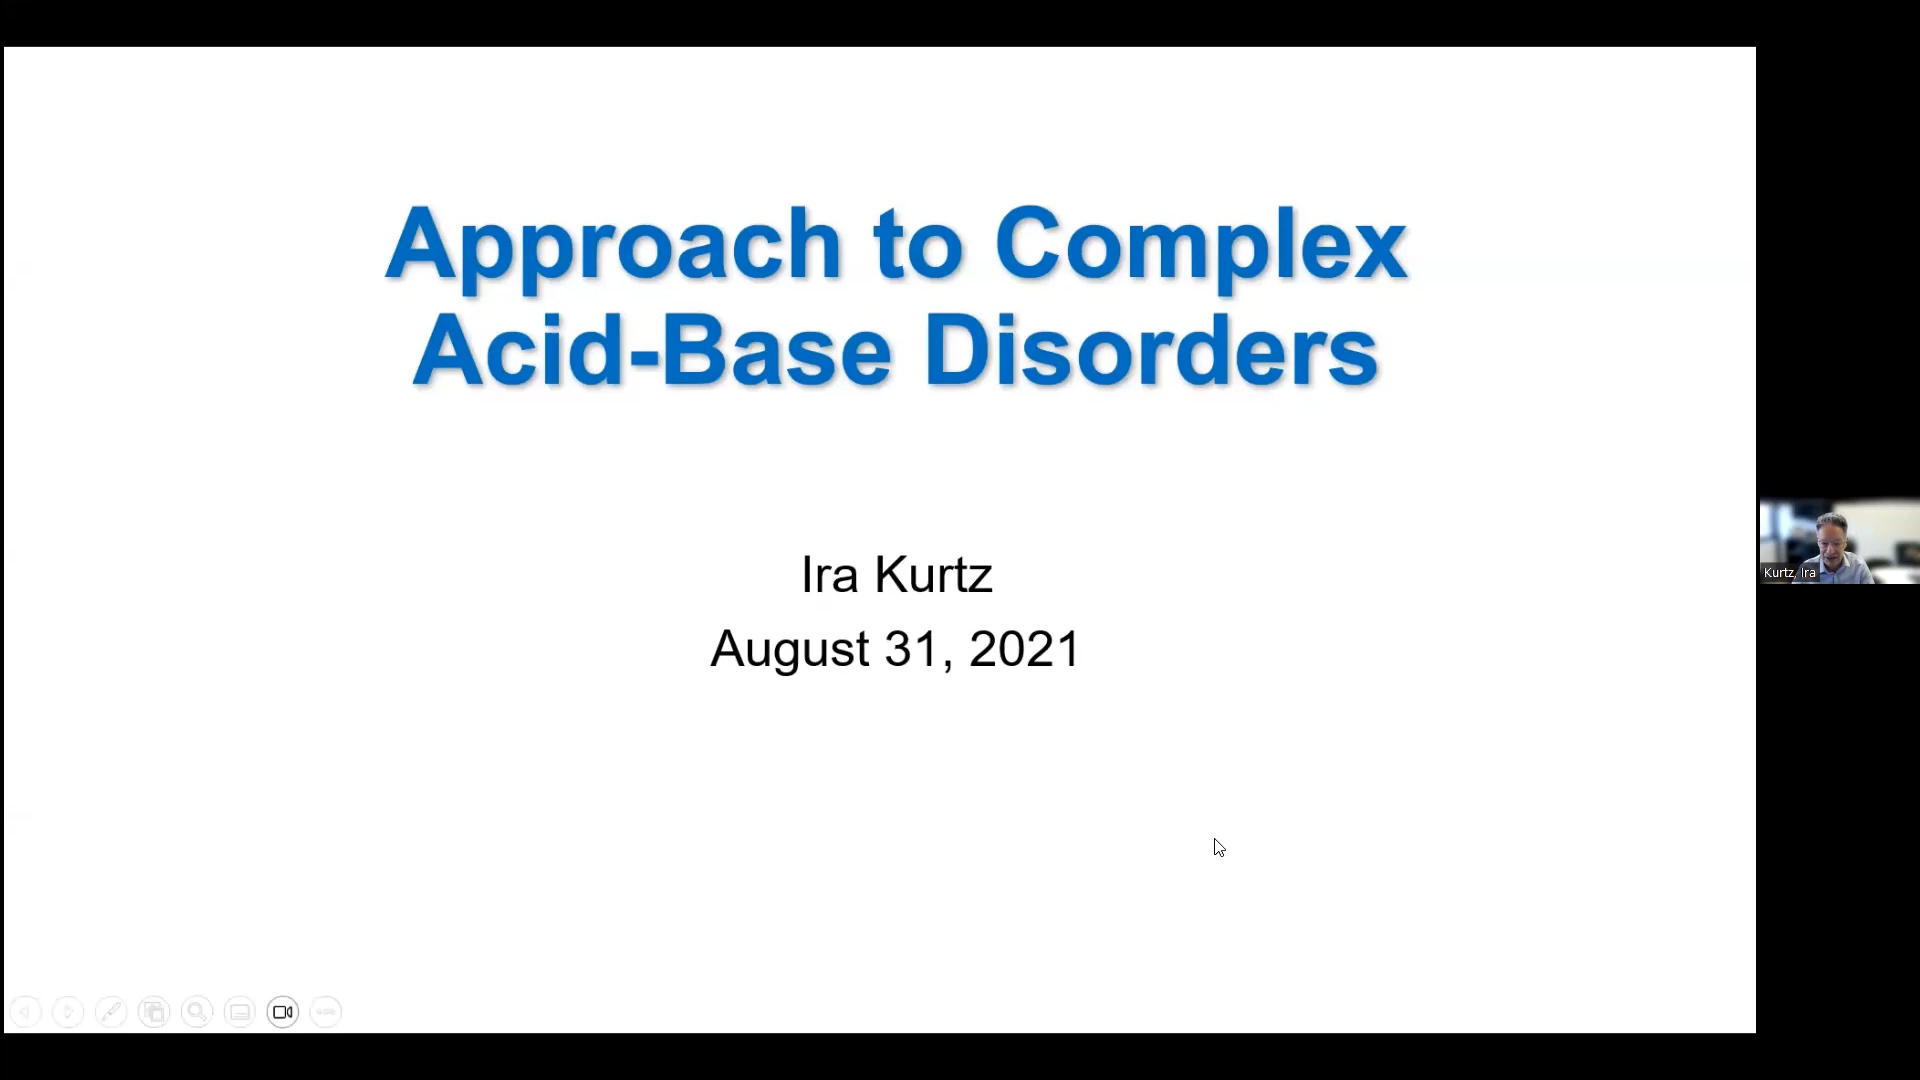 Approach to Complex
Acid-Base Disorders
Ira Kurtz
August 31, 2021
Kurtz, Ira